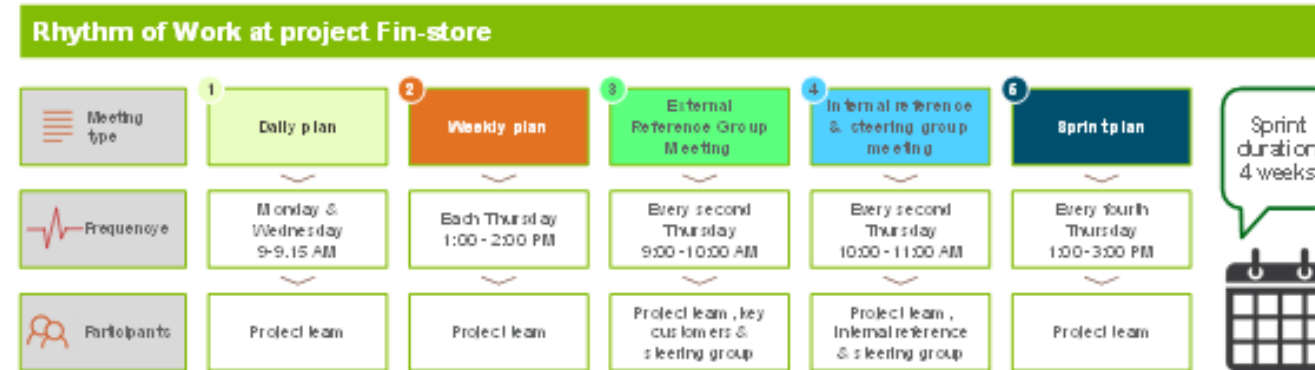 Rhythm of Work at project Fin-store
1
2
3
4
5
Meeting
type
Daily plan
Weekly plan
External
Reference Group
Meeting
Internal reference
& steering group
meeting
Sprint plan
Sprint
duration
4 weeks
Frequencye
Monday &
Wednesday
9-9.15 AM
Each Thursday
1:00 - 2:00 PM
Every second
Thursday
9:00 -10:00 AM
Every second
Thursday
10:00 - 11:00 AM
Every fourth
Thursday
1:00- 3:00 PM
Participants
Project team
Project team
Project team , key
customers &
steering group
Project team ,
Internal reference
& steering group
Project team